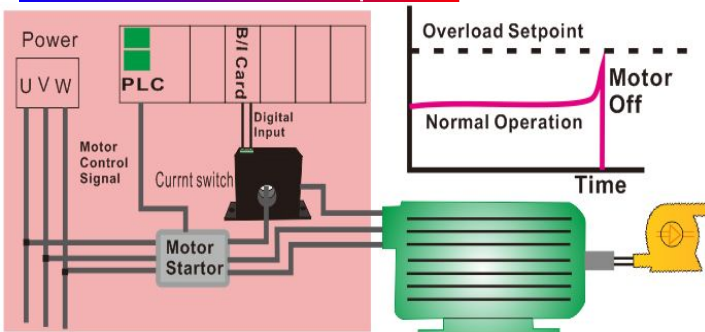 Power
U V W
PLC
B/I Card
Digital
Input
Motor
Control
Signal
Currnt switch
Motor
Startor
Overload Setpoint
Motor
Off
Normal Operation
Time